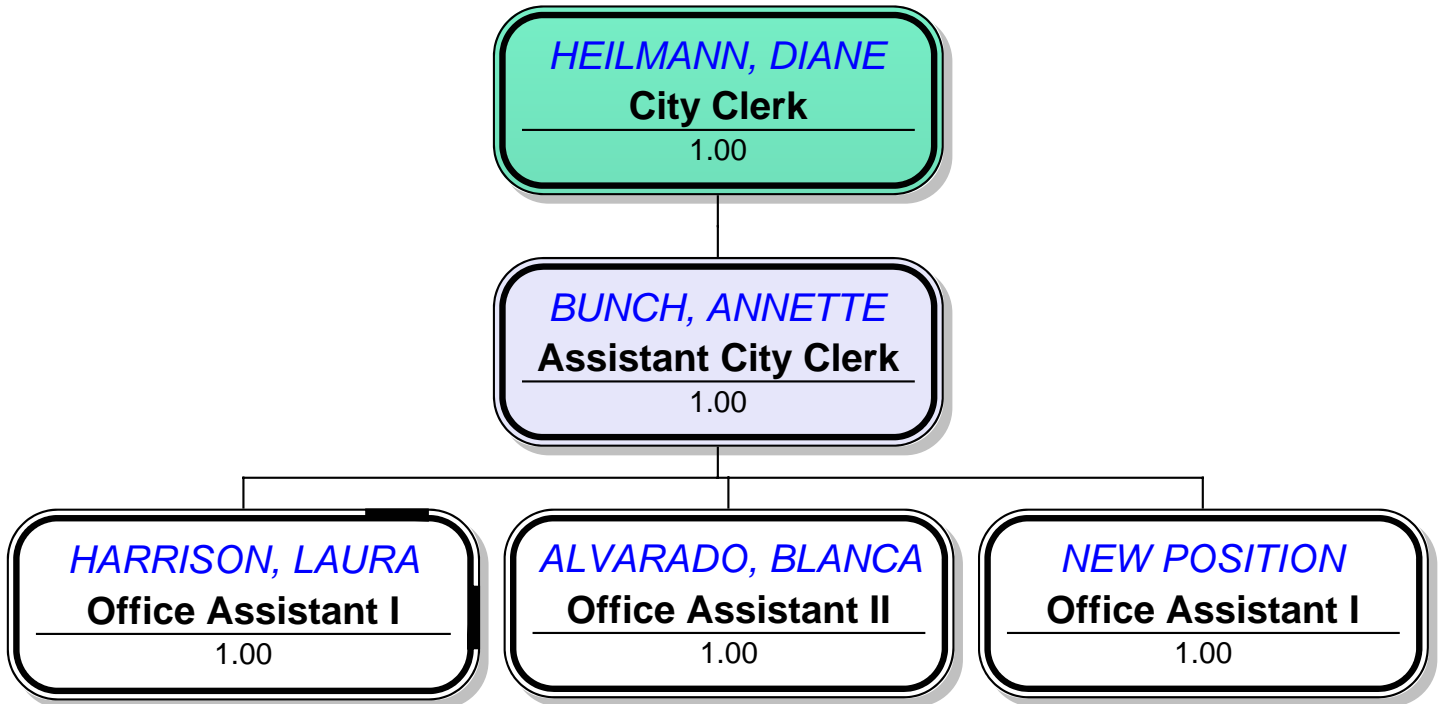 HEILMANN, DIANE
City Clerk
1.00
BUNCH, ANNETTE
Assistant City Clerk
1.00
HARRISON, LAURA
Office Assistant I
1.00
ALVARADO, BLANCA
Office Assistant II
1.00
NEW POSITION
Office Assistant I
1.00